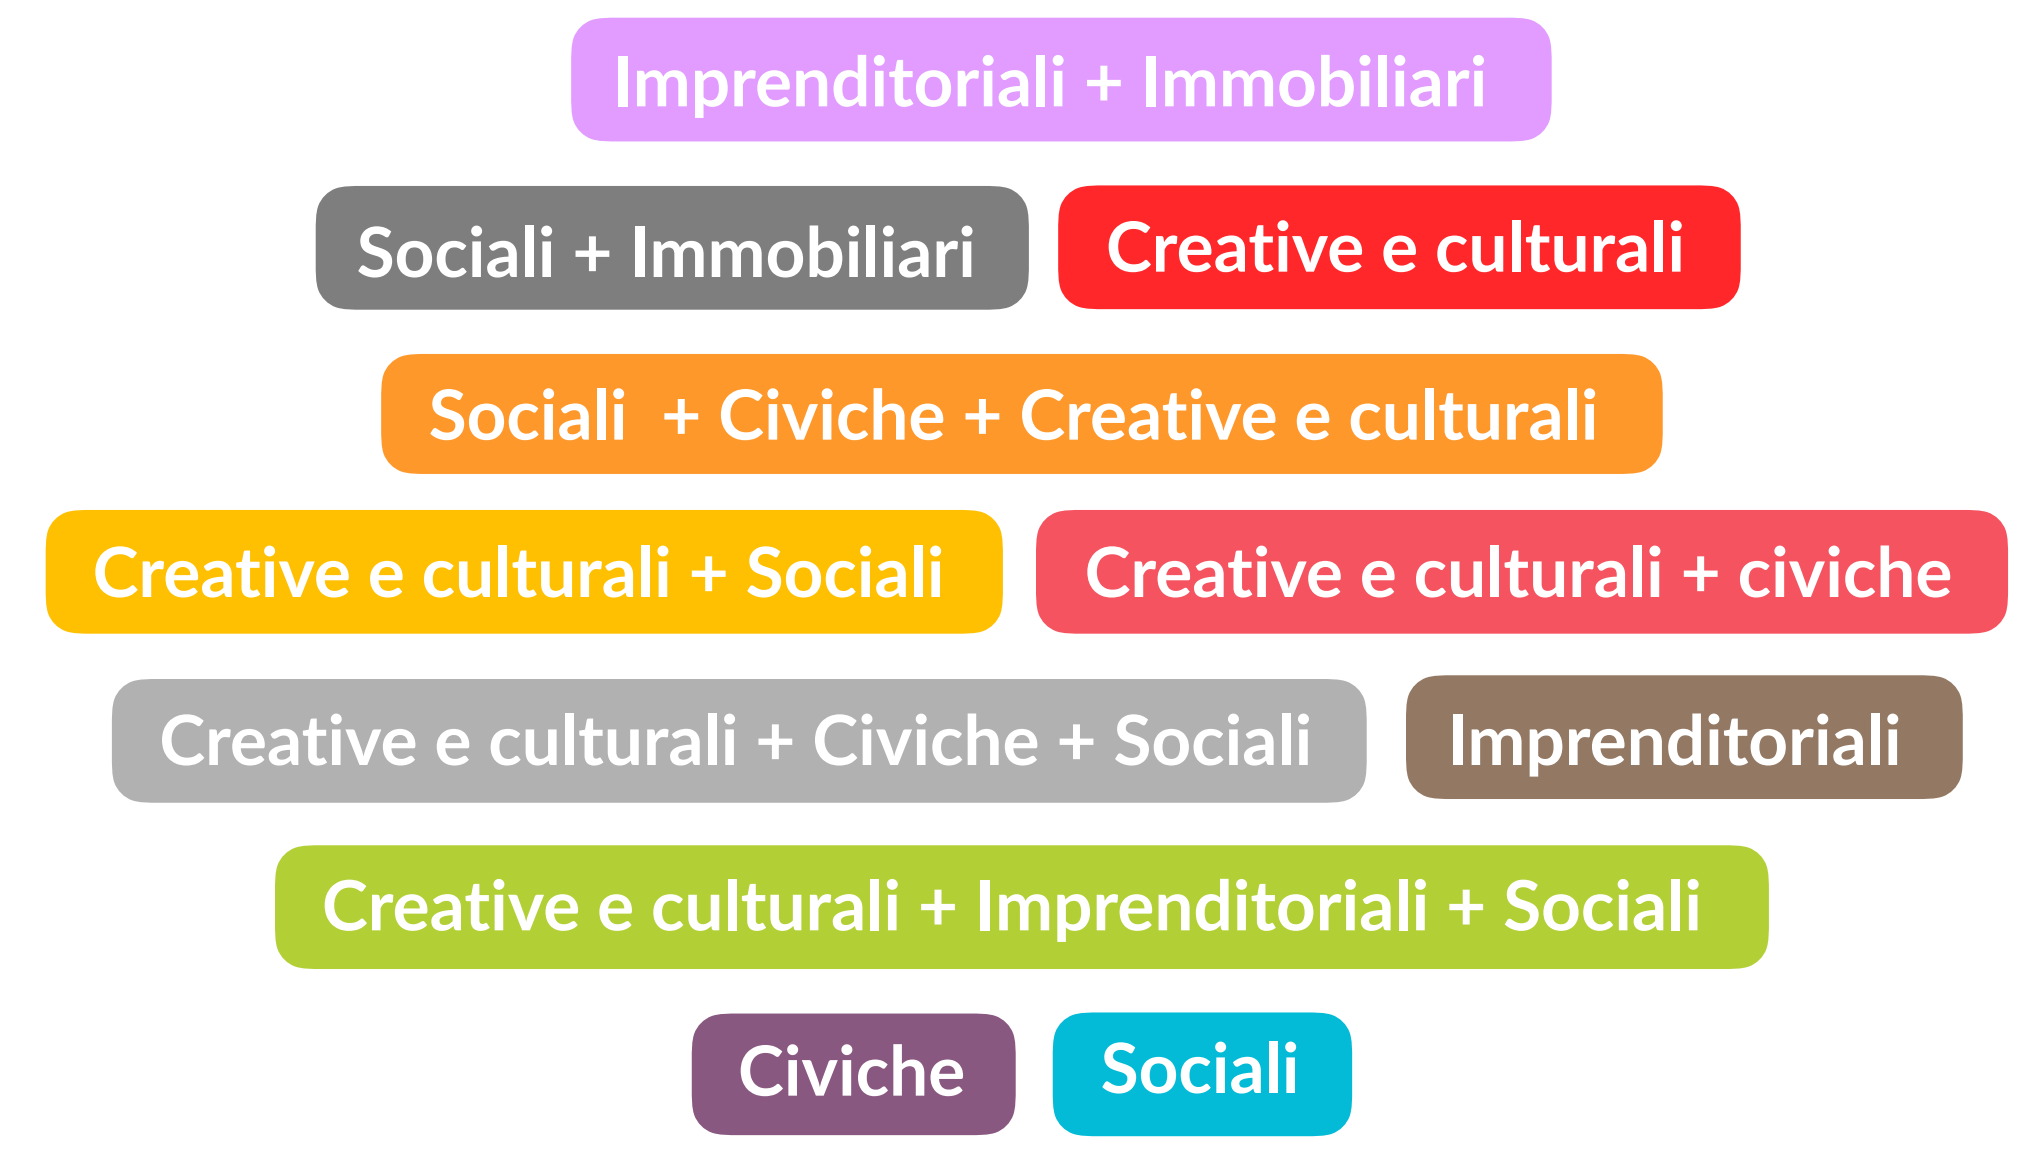 Imprenditoriali + Immobiliari
Sociali + Immobiliari
Creative e culturali
Sociali + Civiche + Creative e culturali
Creative e culturali + Sociali
Creative e culturali + civiche
Creative e culturali + Civiche + Sociali
Imprenditoriali
Creative e culturali + Imprenditoriali + Sociali
Civiche
Sociali